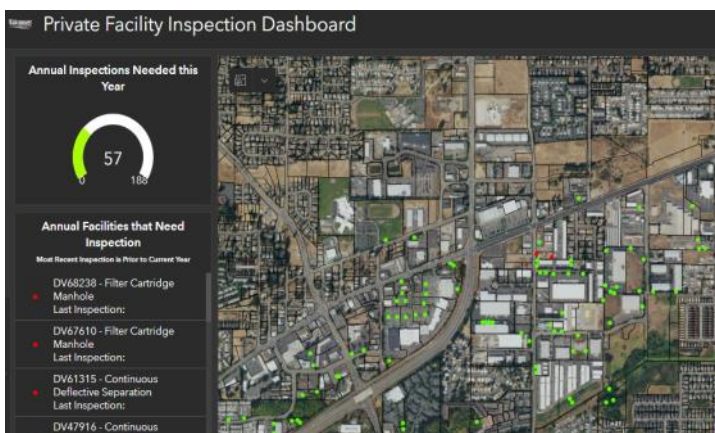 Private Facility Inspection Dashboard
Annual Inspections Needed this
Year
57
0
188
Annual Facilities that Need
Inspection
Most Recent Inspection is Prior to Current Year
DV68238 - Filter Cartridge
Manhole
Last Inspection:
DV67610 - Filter Cartridge
Manhole
Last Inspection:
DV61315 - Continuous
Deflective Separation
Last Inspection:
DV47916 - Continuous